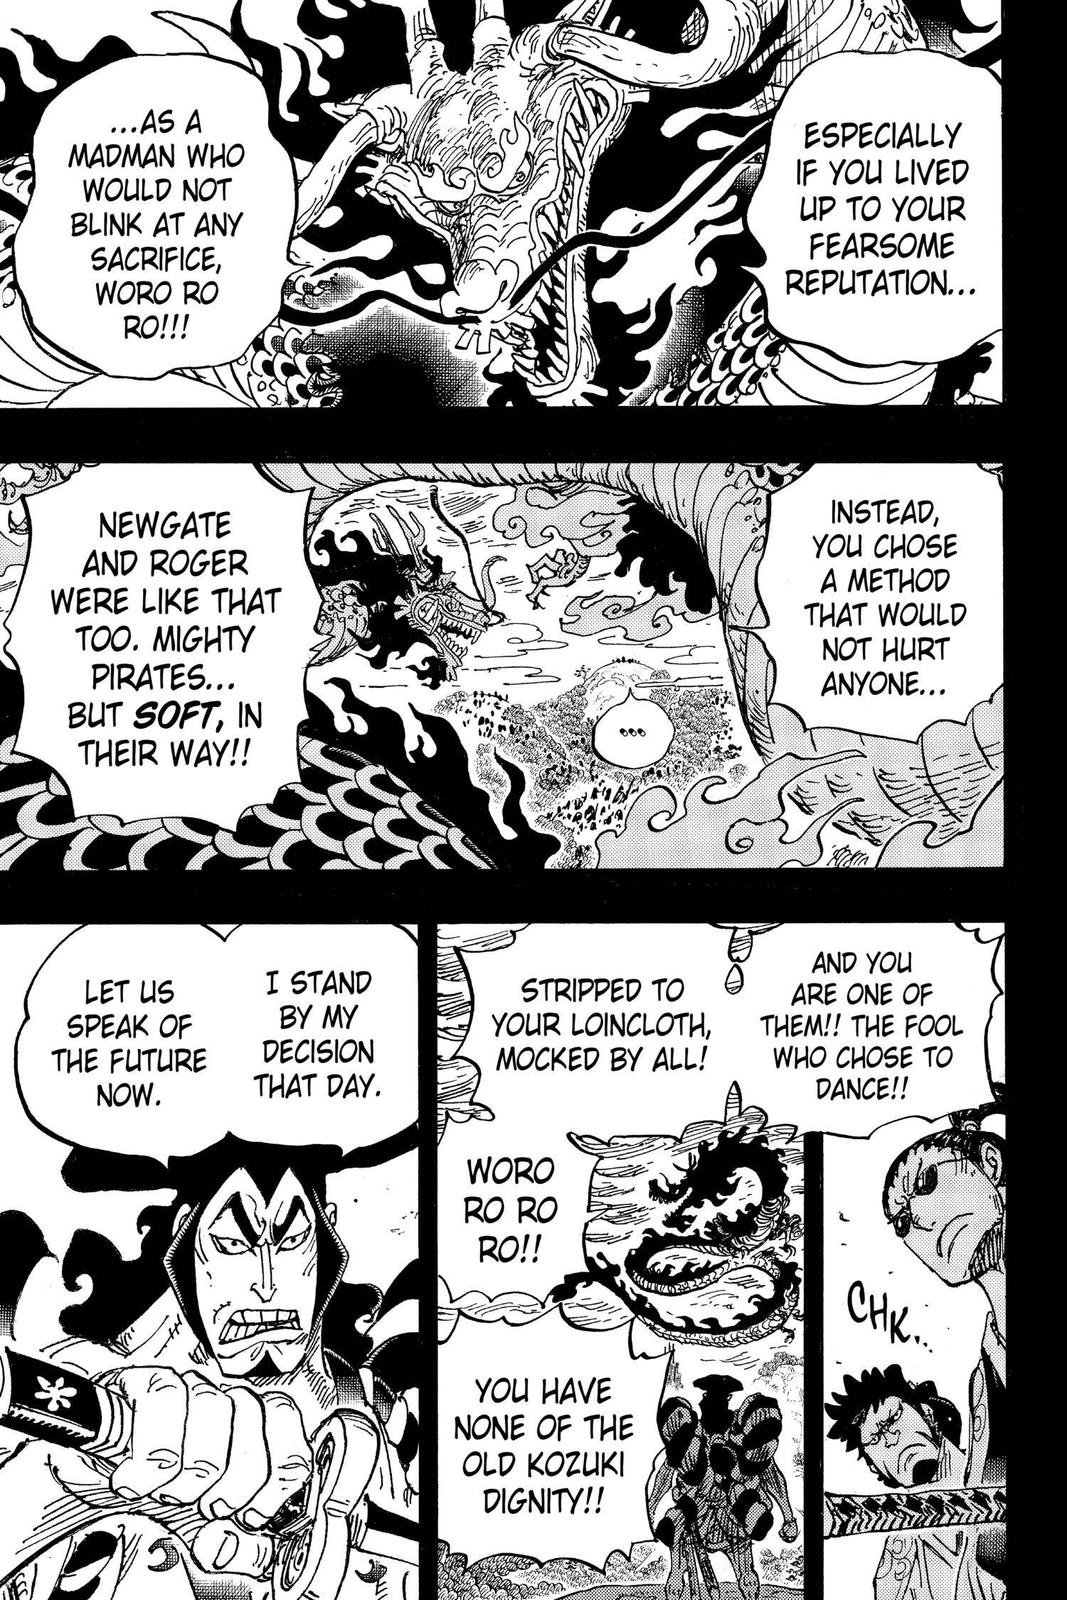 ESPECIALLY
IF YOU LIVED
UP TO YOUR
FEARSOME
REPUTATION...
...AS A
MADMAN WHO
WOULD NOT
BLINK AT ANY
SACRIFICE,
WORO RO
RO!!!
INSTEAD,
YOU CHOSE
A METHOD
THAT WOULD
NOT HURT
ANYONE...
...
NEWGATE
AND ROGER
WERE LIKE THAT
TOO. MIGHTY
PIRATES...
BUT SOFT, IN
THEIR WAY!!
AND YOU
ARE ONE OF
THEM!! THE FOOL
WHO CHOSE TO
DANCE!!
CHK..
STRIPPED TO
YOUR LOINCLOTH,
MOCKED BY ALL!
WORO
RO RO
RO!!
YOU HAVE
NONE OF THE
OLD KOZUKI
DIGNITY!!
I STAND
BY MY
DECISION
THAT DAY.
LET US
SPEAK OF
THE FUTURE
NOW.